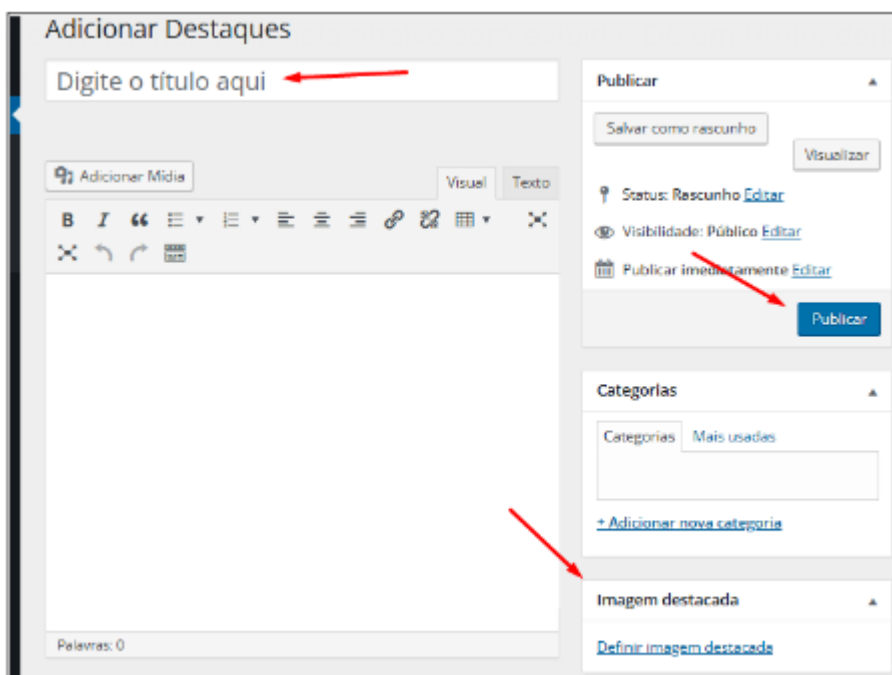 Adicionar Destaques
Digite o título aqui
Adicionar Mídia
Visual Texto
B I
Palavras: 0
Publicar
Salvar como rascunho
Visualizar
Status: Rascunho Editar
Visibilidade: Público Editar
Publicar imediatamente Editar
Publicar
Categorias
Categorias Mais usadas
+ Adicionar nova categoria
Imagem destacada
Definir imagem destacada